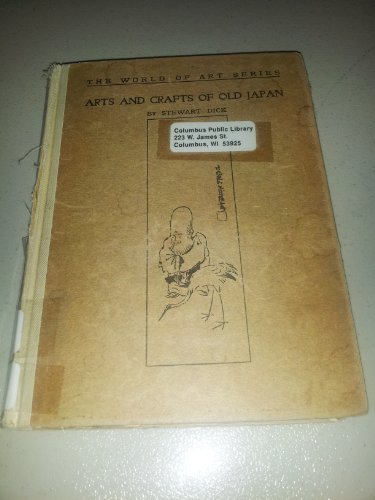 THE WORLD OF ART SERIES
ARTS AND CRAFTS OF OLD JAPAN
BY STEWART DICK
Columbus Public Library
223 W. James St.
Columbus, WI 53925